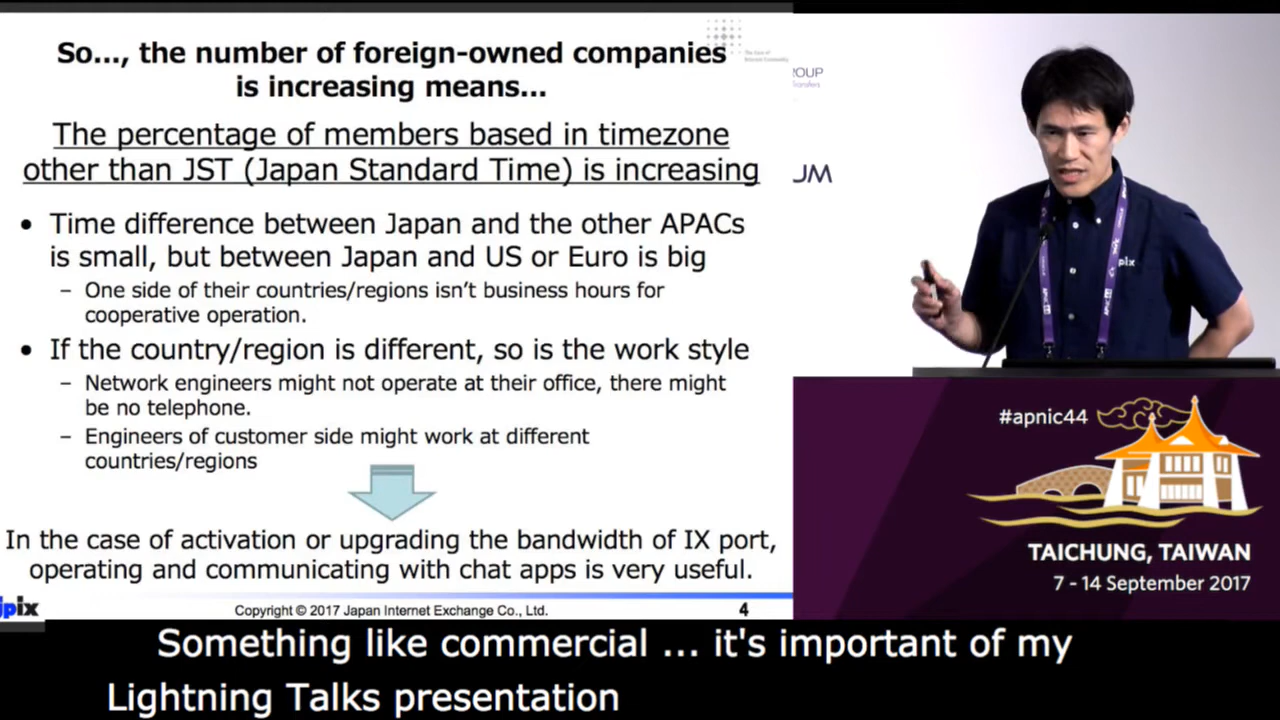 So..., the number of foreign-owned companies
is increasing means...
The percentage of members based in timezone
other than JST (Japan Standard Time) is increasing
• Time difference between Japan and the other APACs
is small, but between Japan and US or Euro is big
– One side of their countries/regions isn't business hours for
cooperative operation.
• If the country/region is different, so is the work style
– Network engineers might not operate at their office, there might
be no telephone.
– Engineers of customer side might work at different
countries/regions
In the case of activation or upgrading the bandwidth of IX port,
operating and communicating with chat apps is very useful.
jpix
Copyright © 2017 Japan Internet Exchange Co., Ltd.
4
ROUP
UM
pix
#apnic44
TAICHUNG, TAIWAN
7 - 14 September 2017
Something like commercial ... it's important of my
Lightning Talks presentation